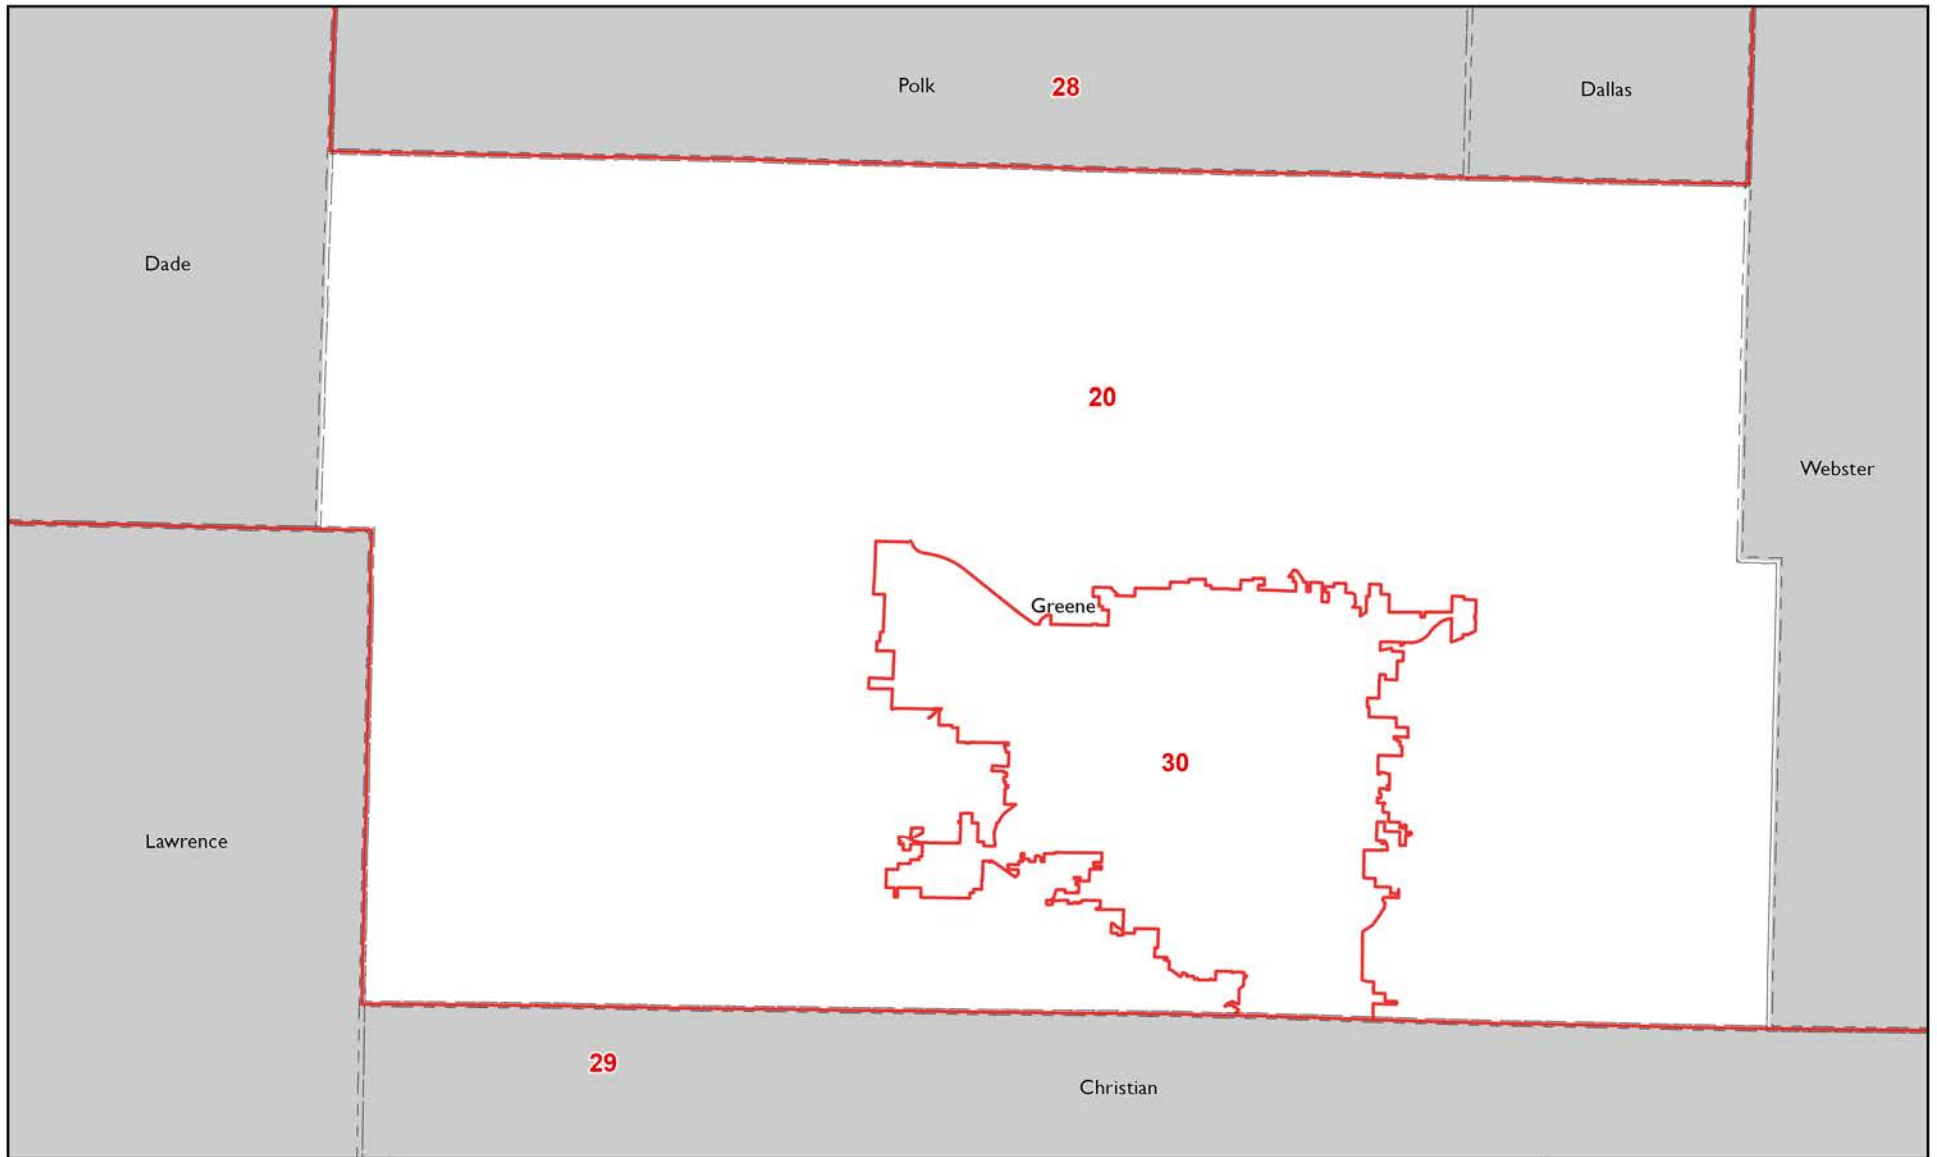 Polk
28
Dallas
Dade
20
Webster
Greene
30
Lawrence
29
Christian